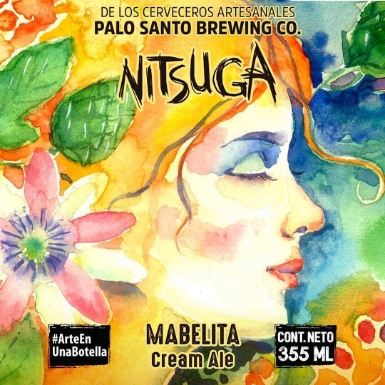 DE LOS CERVECEROS ARTESANALES
PALO SANTO BREWING CO.
NITSUGA
#ArteEn
UnaBotella
MABELITA
Cream Ale
CONT. NETO
355 ML